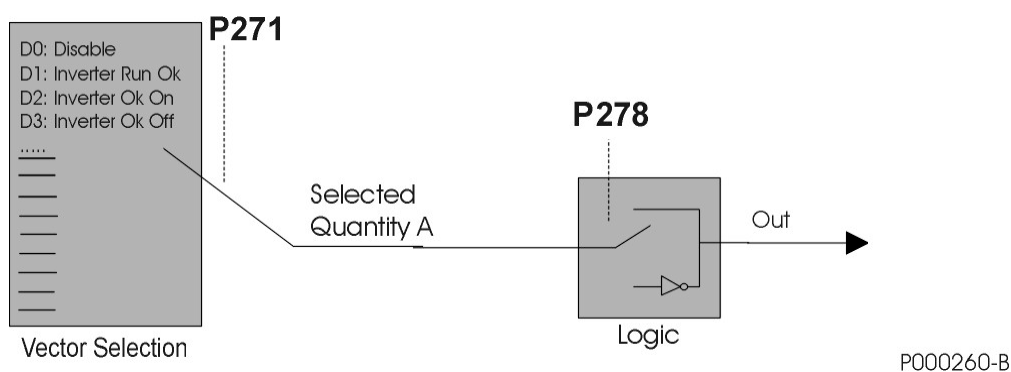 P271
D0: Disable
D1: Inverter Run Ok
D2: Inverter Ok On
D3: Inverter Ok Off
.....
P278
Selected
Quantity A
Out
Logic
Vector Selection
P000260-B